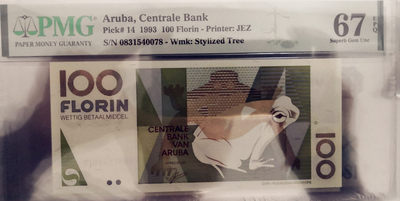 PMG
PAPER MONEY GUARANTY
Aruba, Centrale Bank
Pick# 14 1993 100 Florin - Printer: JEZ
S/N 0831540078 - Wmk: Stylized Tree
67
EPQ
Superb Gem Unc
100
FLORIN
WETTIG BETAALMIDDEL
CENTRALE
BANK
VAN
ARUBA
100